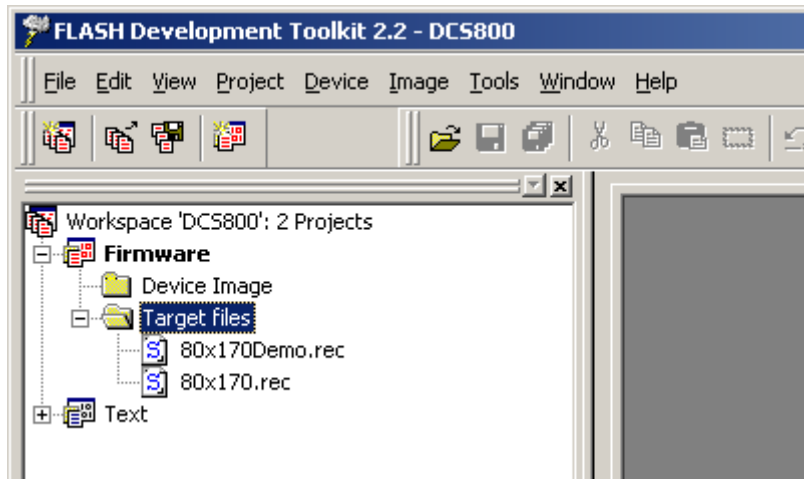 FLASH Development Toolkit 2.2 - DCS800
File Edit View Project Device Image Tools Window Help
Workspace 'DCS800': 2 Projects
Firmware
Device Image
Target files
80x170Demo.rec
80x170.rec
Text